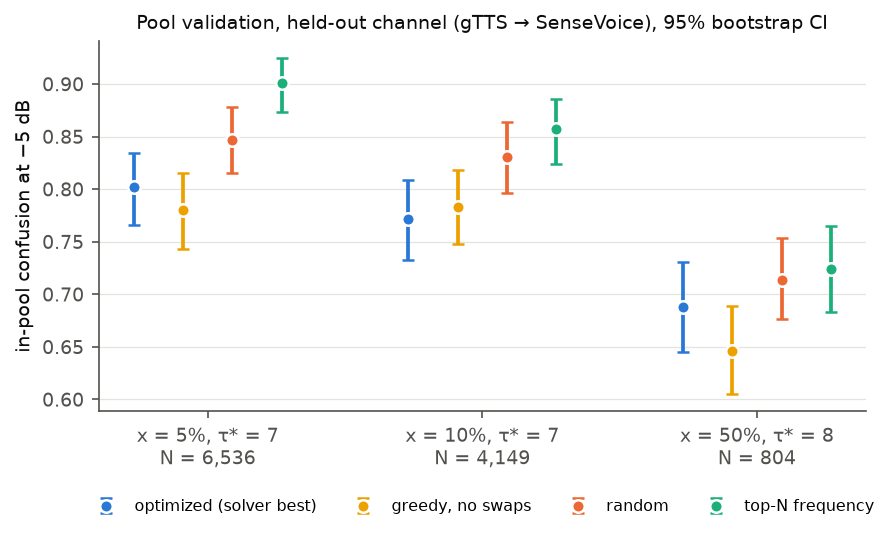 Pool validation, held-out channel (gTTS → SenseVoice), 95% bootstrap CI
in-pool confusion at −5 dB
0.90
0.85
0.80
0.75
0.70
0.65
0.60
x = 5%, τ* = 7
N = 6,536
x = 10%, τ* = 7
N = 4,149
x = 50%, τ* = 8
N = 804
optimized (solver best)
greedy, no swaps
random
top-N frequency